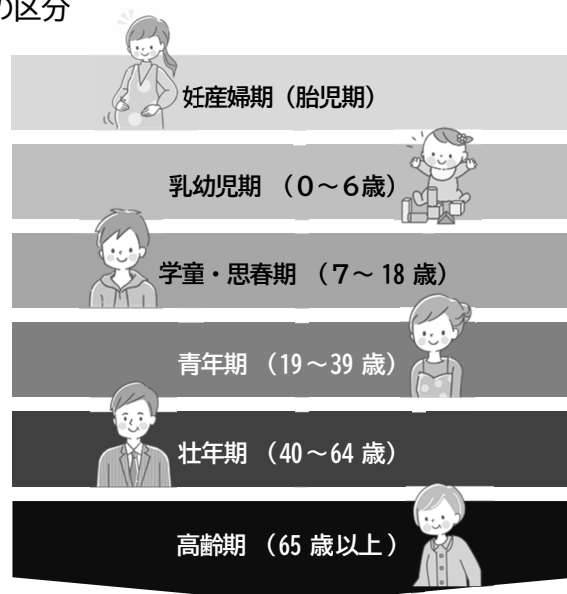 の区分
妊産婦期（胎児期）
乳幼児期 （０～６歳）
学童・思春期 （７～ 18 歳）
青年期 （19～39 歳）
壮年期 （40～64 歳）
高齢期 （65 歳以上）